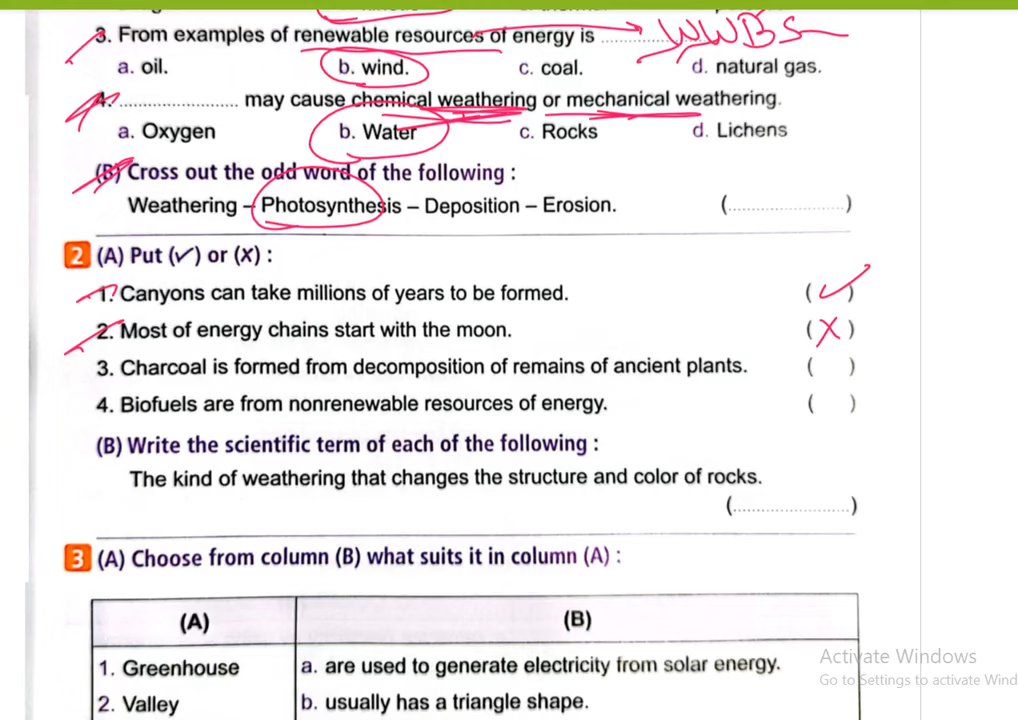 3. From examples of renewable resources of energy is .............. WWBS
a. oil. b. wind. c. coal. d. natural gas.
4. ........................ may cause chemical weathering or mechanical weathering.
a. Oxygen b. Water c. Rocks d. Lichens
(B) Cross out the odd word of the following :
Weathering – Photosynthesis – Deposition – Erosion. (........................)
2 (A) Put (✓) or (X) :
1. Canyons can take millions of years to be formed. (✓)
2. Most of energy chains start with the moon. (X)
3. Charcoal is formed from decomposition of remains of ancient plants. ( )
4. Biofuels are from nonrenewable resources of energy. ( )
(B) Write the scientific term of each of the following :
The kind of weathering that changes the structure and color of rocks.
(........................)
3 (A) Choose from column (B) what suits it in column (A) :
(A) (B)
1. Greenhouse a. are used to generate electricity from solar energy.
2. Valley b. usually has a triangle shape.
Activate Windows
Go to Settings to activate Wind